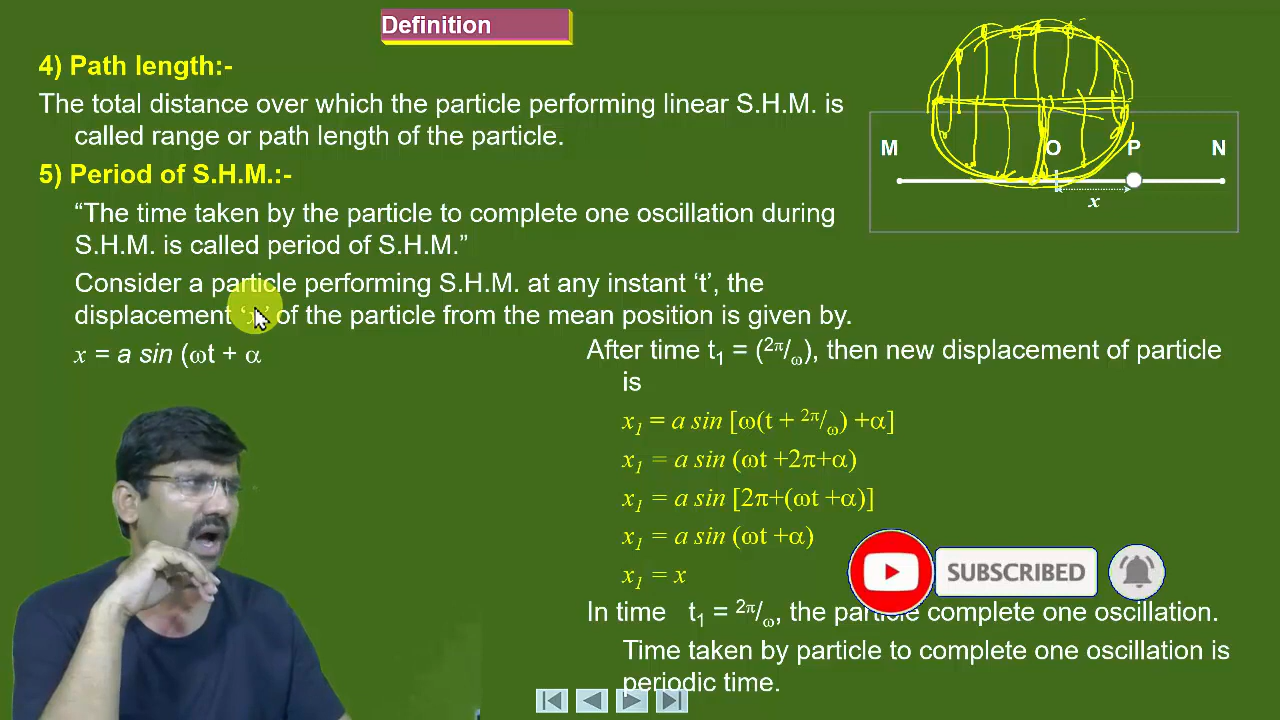 Definition
4) Path length:-
The total distance over which the particle performing linear S.H.M. is
called range or path length of the particle.
5) Period of S.H.M.:-
“The time taken by the particle to complete one oscillation during
S.H.M. is called period of S.H.M.”
Consider a particle performing S.H.M. at any instant ‘t’, the
displacement ‘x’ of the particle from the mean position is given by.
x = a sin (ωt + α
M O P N
x
After time t₁ = (²π/ω), then new displacement of particle
is
x₁ = a sin [ω(t + ²π/ω) +α]
x₁ = a sin (ωt +2π+α)
x₁ = a sin [2π+(ωt +α)]
x₁ = a sin (ωt +α)
x₁ = x
SUBSCRIBED
In time t₁ = ²π/ω, the particle complete one oscillation.
Time taken by particle to complete one oscillation is
periodic time.